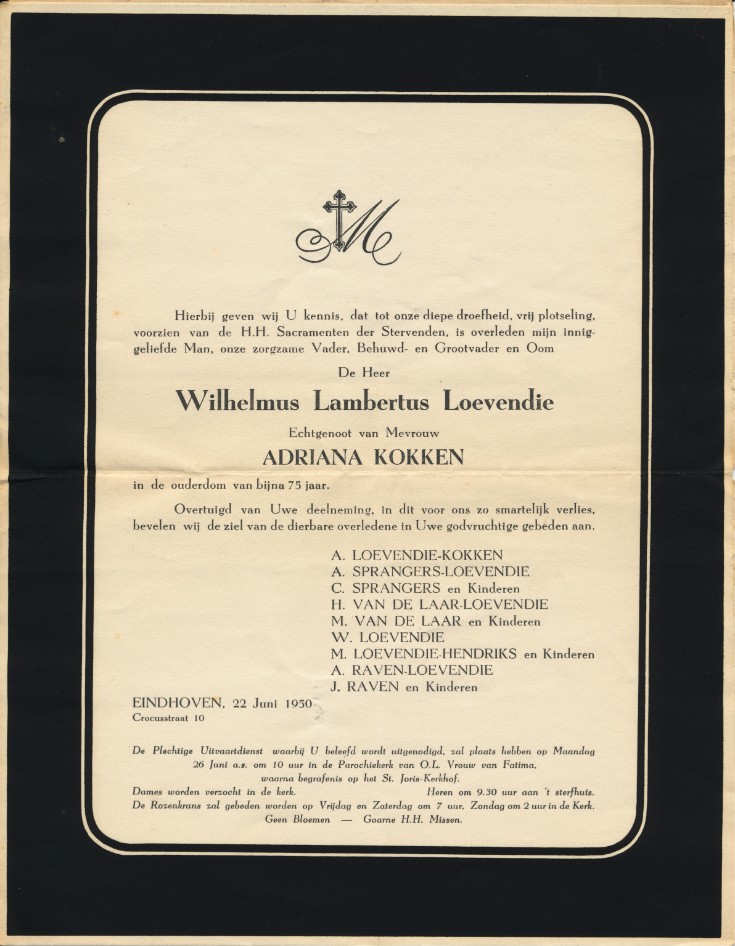 M
Hierbij geven wij U kennis, dat tot onze diepe droefheid, vrij plotseling,
voorzien van de H.H. Sacramenten der Stervenden, is overleden mijn innig-
geliefde Man, onze zorgzame Vader, Behuwd- en Grootvader en Oom
De Heer
Wilhelmus Lambertus Loevendie
Echtgenoot van Mevrouw
ADRIANA KOKKEN
in de ouderdom van bijna 75 jaar.
Overtuigd van Uwe deelneming, in dit voor ons zo smartelijk verlies,
bevelen wij de ziel van de dierbare overledene in Uwe godvruchtige gebeden aan.
A. LOEVENDIE-KOKKEN
A. SPRANGERS-LOEVENDIE
C. SPRANGERS en Kinderen
H. VAN DE LAAR-LOEVENDIE
M. VAN DE LAAR en Kinderen
W. LOEVENDIE
M. LOEVENDIE-HENDRIKS en Kinderen
A. RAVEN-LOEVENDIE
J. RAVEN en Kinderen
EINDHOVEN, 22 Juni 1950
Crocusstraat 10
De Plechtige Uitvaartdienst waarbij U beleefd wordt uitgenodigd, zal plaats hebben op Maandag
26 Juni a.s. om 10 uur in de Parochiekerk van O.L. Vrouw van Fatima,
waarna begrafenis op het St. Joris-Kerkhof.
Dames worden verzocht in de kerk. Heren om 9.30 uur aan 't sterfhuis.
De Rozenkrans zal gebeden worden op Vrijdag en Zaterdag om 7 uur, Zondag om 2 uur in de Kerk.
Geen Bloemen — Gaarne H.H. Missen.